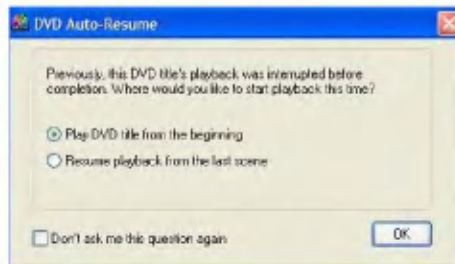 DVD Auto-Resume
Previously, this DVD title's playback was interrupted before
completion. Where would you like to start playback this time?
Play DVD title from the beginning
Resume playback from the last scene
Don't ask me this question again
OK